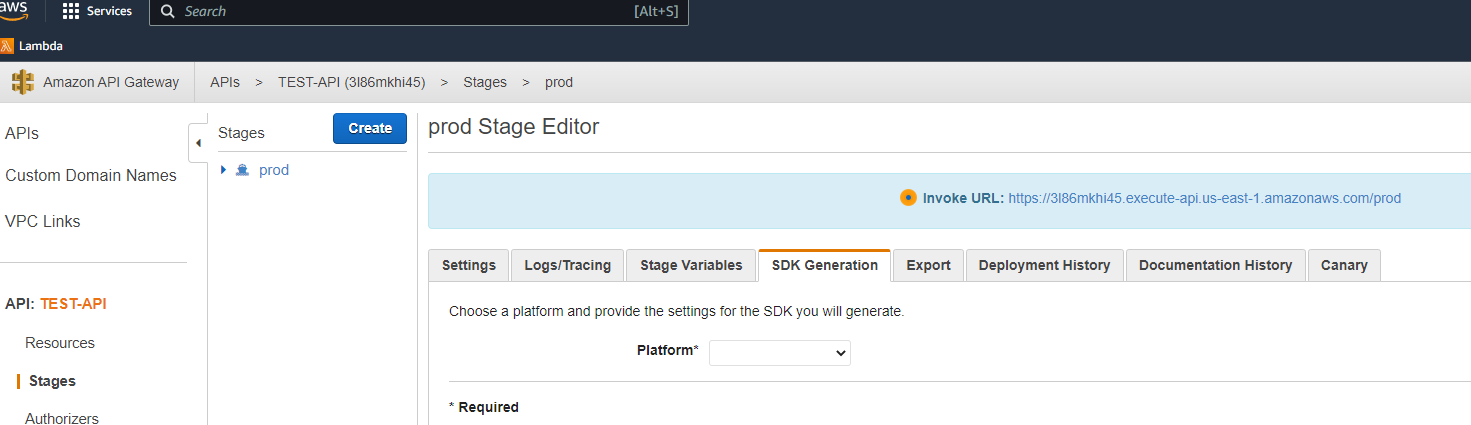 aws
Services
Search
[Alt+S]
Lambda
Amazon API Gateway
APIs > TEST-API (3l86mkhi45) > Stages > prod
APIs
Custom Domain Names
VPC Links
API: TEST-API
Resources
Stages
Authorizers
Stages
Create
prod
prod Stage Editor
Invoke URL: https://3l86mkhi45.execute-api.us-east-1.amazonaws.com/prod
Settings
Logs/Tracing
Stage Variables
SDK Generation
Export
Deployment History
Documentation History
Canary
Choose a platform and provide the settings for the SDK you will generate.
Platform*
* Required